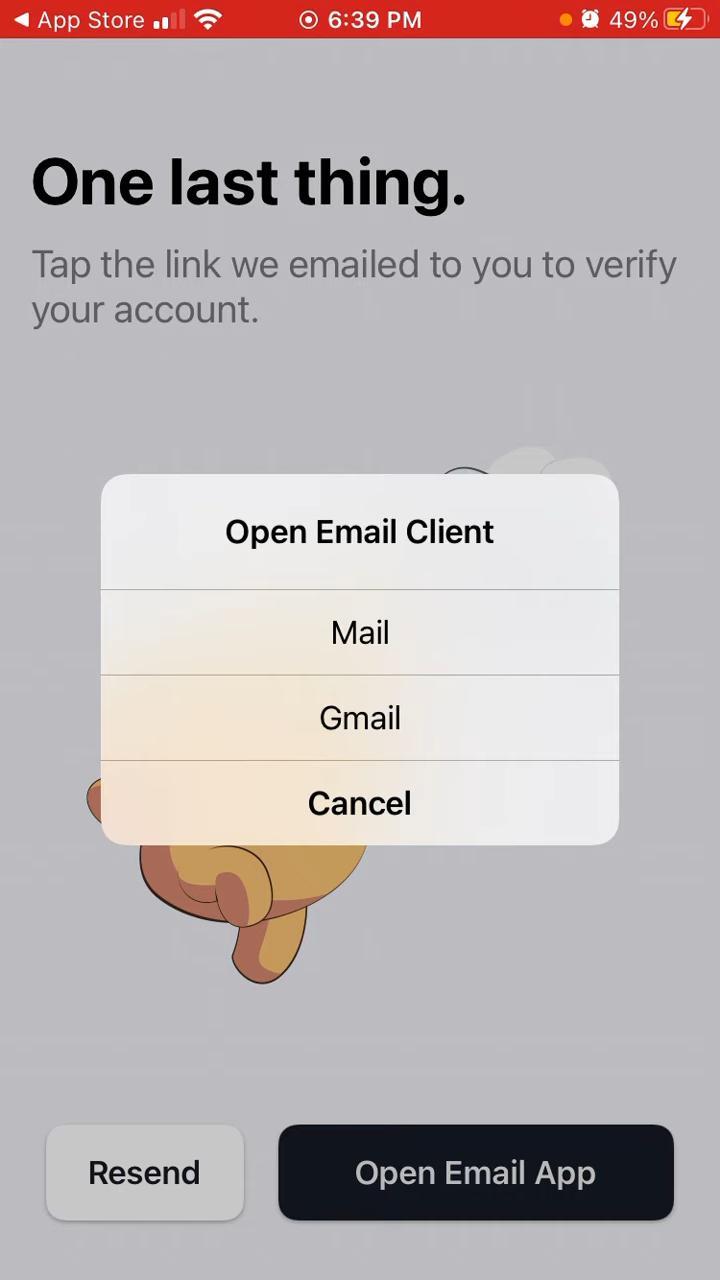 App Store 6:39 PM 49%
One last thing.
Tap the link we emailed to you to verify
your account.
Open Email Client
Mail
Gmail
Cancel
Resend Open Email App